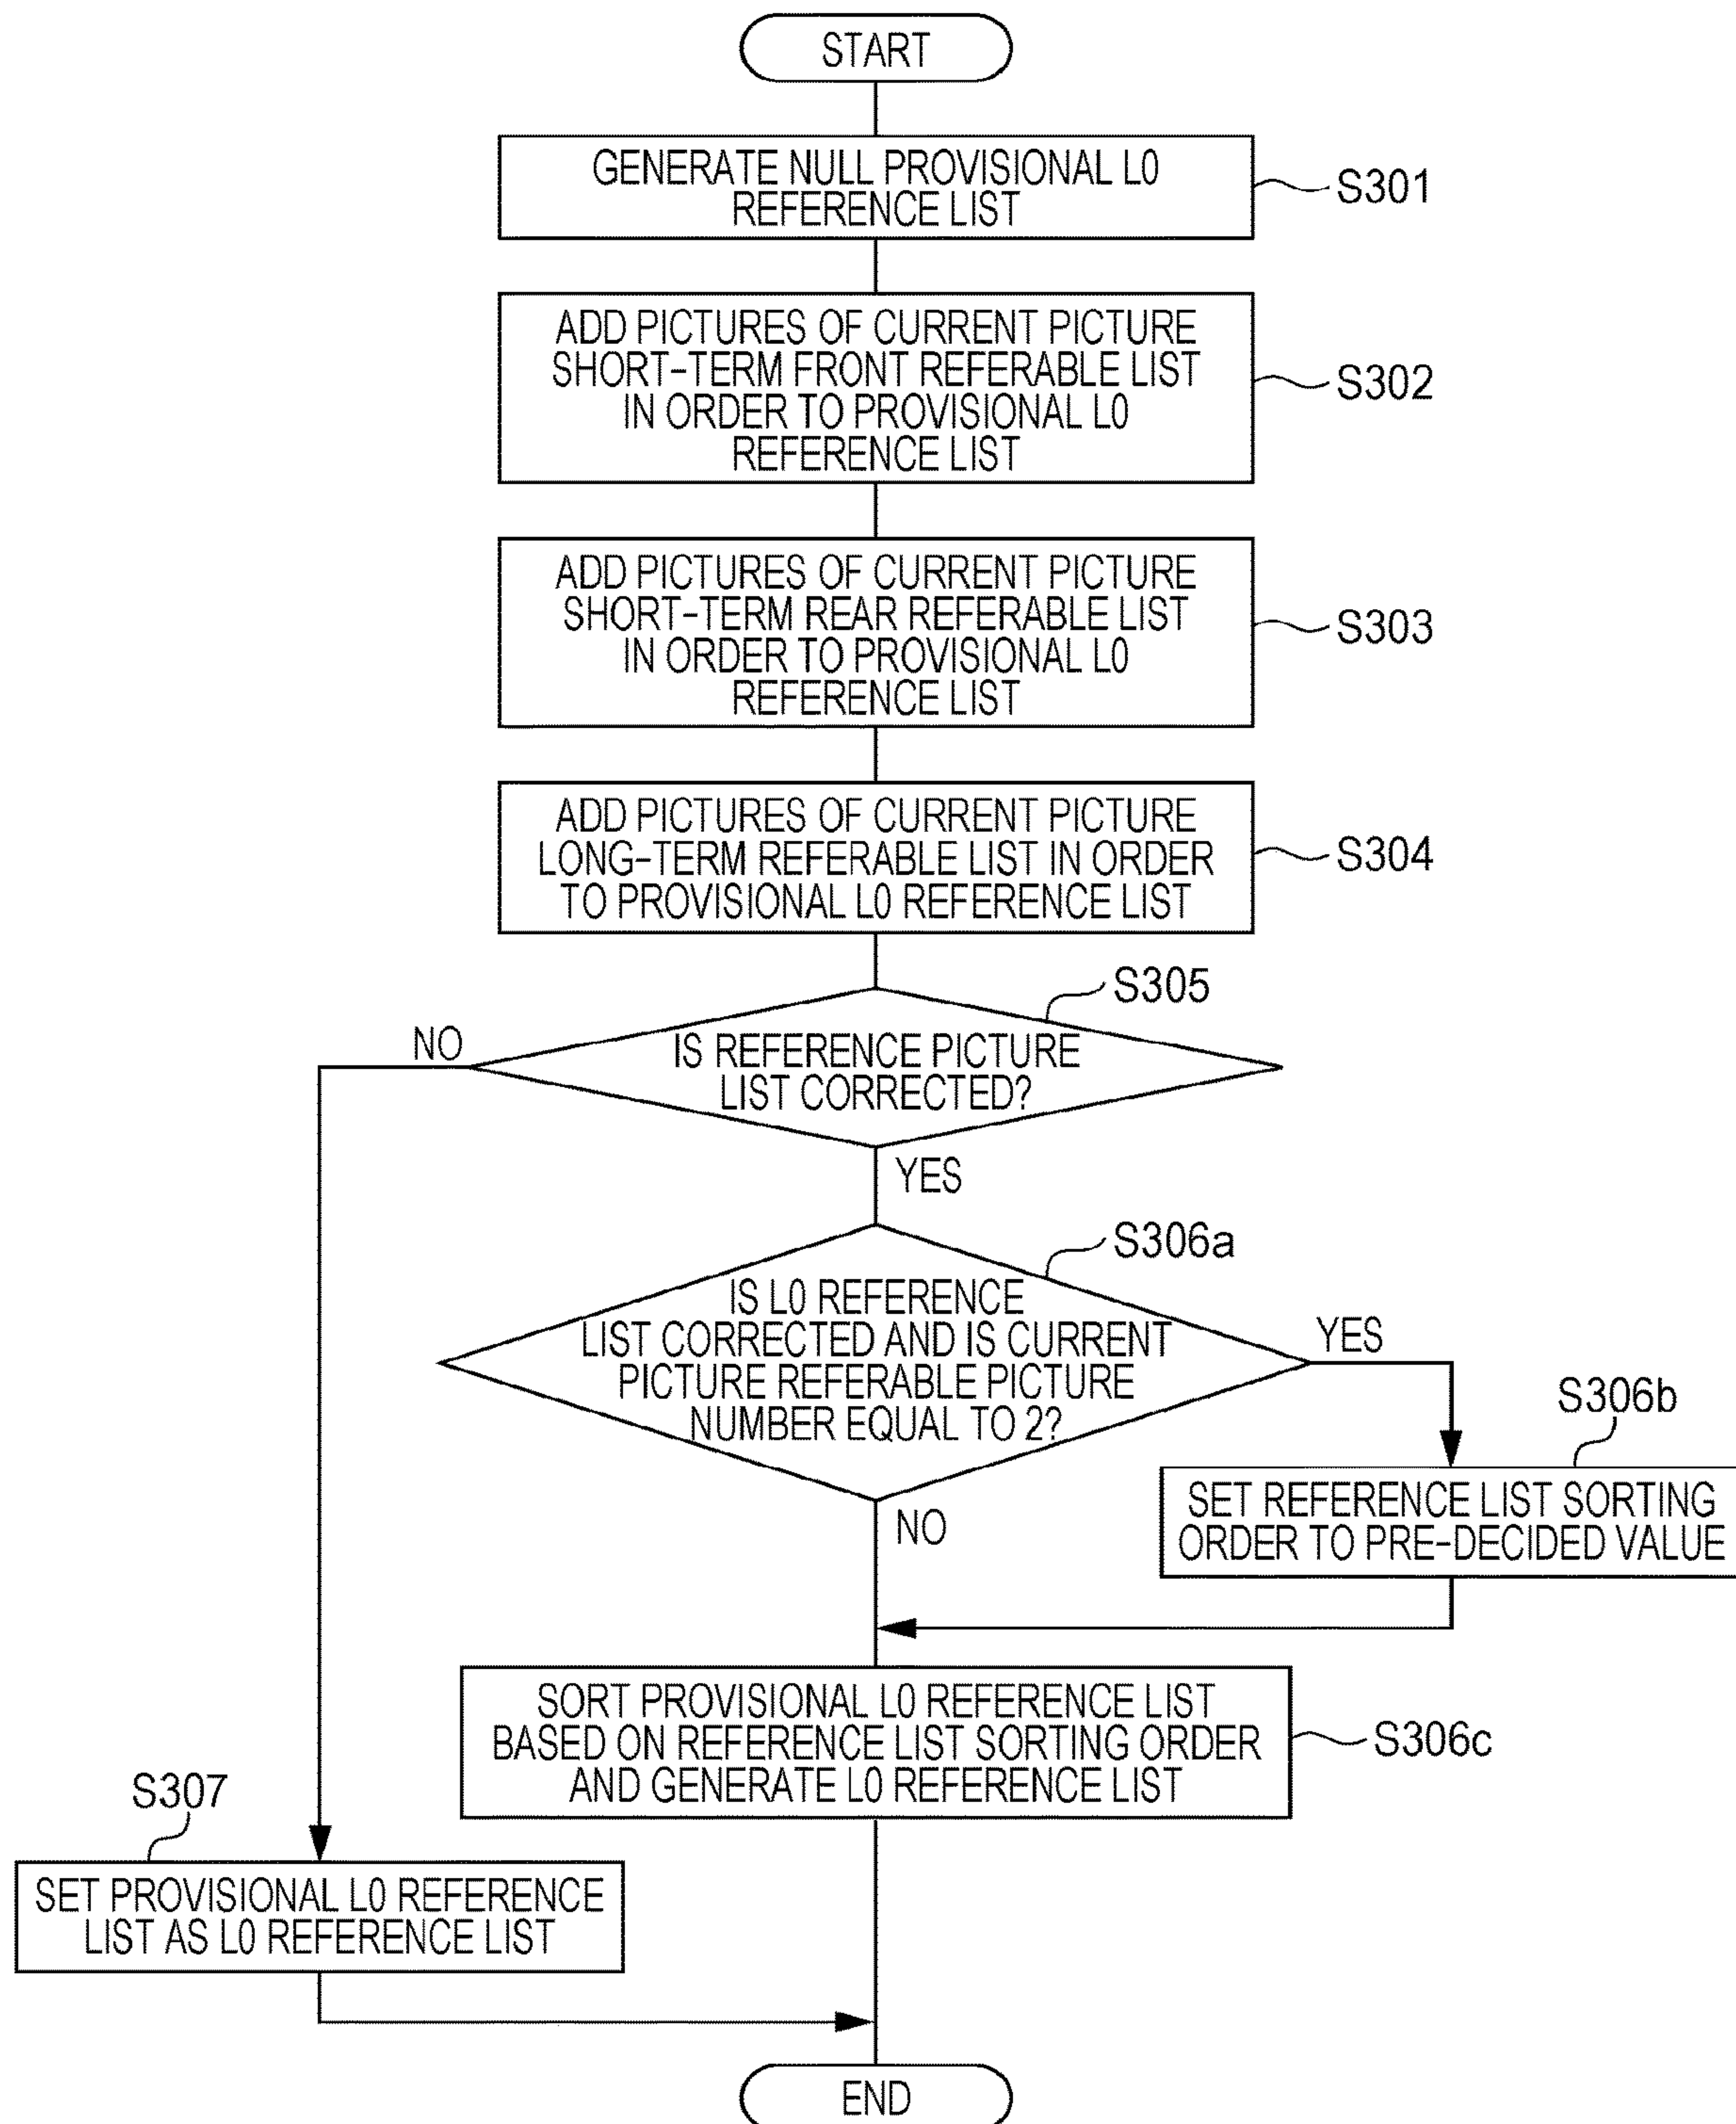 START
GENERATE NULL PROVISIONAL L0
REFERENCE LIST
S301
ADD PICTURES OF CURRENT PICTURE
SHORT-TERM FRONT REFERABLE LIST
IN ORDER TO PROVISIONAL L0
REFERENCE LIST
S302
ADD PICTURES OF CURRENT PICTURE
SHORT-TERM REAR REFERABLE LIST
IN ORDER TO PROVISIONAL L0
REFERENCE LIST
S303
ADD PICTURES OF CURRENT PICTURE
LONG-TERM REFERABLE LIST IN ORDER
TO PROVISIONAL L0 REFERENCE LIST
S304
S305
NO
IS REFERENCE PICTURE
LIST CORRECTED?
YES
S306a
IS L0 REFERENCE
LIST CORRECTED AND IS CURRENT
PICTURE REFERABLE PICTURE
NUMBER EQUAL TO 2?
YES
S306b
SET REFERENCE LIST SORTING
ORDER TO PRE-DECIDED VALUE
NO
SORT PROVISIONAL L0 REFERENCE LIST
BASED ON REFERENCE LIST SORTING ORDER
AND GENERATE L0 REFERENCE LIST
S306c
S307
SET PROVISIONAL L0 REFERENCE
LIST AS L0 REFERENCE LIST
END